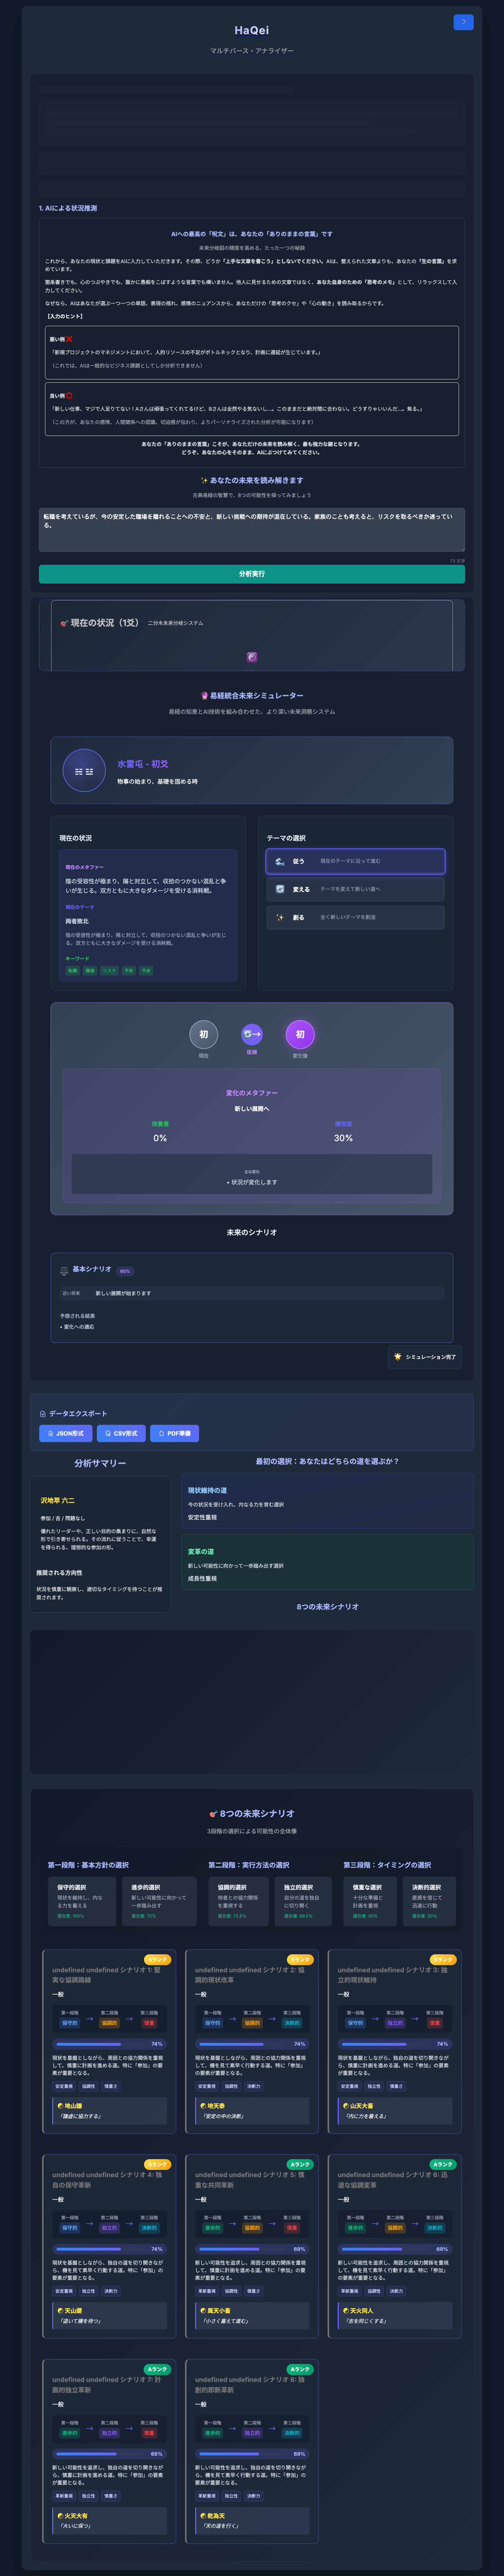 HaQei
?
マルチバース・アナライザー
1. AIによる状況推測
AIへの最高の「呪文」は、あなたの「ありのままの言葉」です
未来分岐図の精度を高める、たった一つの秘訣
これから、あなたの現状と課題をAIに入力していただきます。その際、どうか「上手な文章を書こう」としないでください。AIは、整えられた文章よりも、あなたの「生の言葉」を求
めています。
箇条書きでも、心のつぶやきでも、誰かに愚痴をこぼすような言葉でも構いません。他人に見せるための文章ではなく、あなた自身のための「思考のメモ」として、リラックスして入
力してください。
なぜなら、AIはあなたが選ぶ一つ一つの単語、表現の揺れ、感情のニュアンスから、あなただけの「思考のクセ」や「心の動き」を読み取るからです。
【入力のヒント】
悪い例 ❌
「新規プロジェクトのマネジメントにおいて、人的リソースの不足がボトルネックとなり、計画に遅延が生じています。」
（これでは、AIは一般的なビジネス課題としてしか分析できません）
良い例 ⭕
「新しい仕事、マジで人足りてない！Aさんは頑張ってくれてるけど、Bさんは全然やる気ないし…。このままだと絶対間に合わない。どうすりゃいいんだ…。焦る。」
（この方が、あなたの感情、人間関係への認識、切迫感が伝わり、よりパーソナライズされた分析が可能になります）
あなたの「ありのままの言葉」こそが、あなただけの未来を読み解く、最も強力な鍵となります。
どうぞ、あなたの心をそのまま、AIにぶつけてみてください。
✨ あなたの未来を読み解きます
古典易経の智慧で、8つの可能性を探ってみましょう
転職を考えているが、今の安定した職場を離れることへの不安と、新しい挑戦への期待が混在している。家族のことも考えると、リスクを取るべきか迷ってい
る。
73 文字
分析実行
🎯 現在の状況（1爻） 二分木未来分岐システム
🔮 易経統合未来シミュレーター
易経の知恵とAI技術を組み合わせた、より深い未来洞察システム
☵ ☳
水雷屯 - 初爻
物事の始まり、基礎を固める時
現在の状況
現在のメタファー
陰の受容性が極まり、陽と対立して、収拾のつかない混乱と争
いが生じる。双方ともに大きなダメージを受ける消耗戦。
現在のテーマ
両者敗北
陰の受容性が極まり、陽と対立して、収拾のつかない混乱と争いが生じ
る。双方ともに大きなダメージを受ける消耗戦。
キーワード
転職 職場 リスク 不安 不安
テーマの選択
🌊 従う 現在のテーマに沿って進む
🔄 変える テーマを変えて新しい道へ
✨ 創る 全く新しいテーマを創造
初 🔄→ 初
現在 従順 変化後
変化のメタファー
新しい展開へ
改善度 確信度
0% 30%
主な変化
• 状況が変化します
未来のシナリオ
基本シナリオ 60%
近い将来 新しい展開が始まります
予想される結果
• 変化への適応
🌟 シミュレーション完了
データエクスポート
JSON形式 CSV形式 PDF準備
分析サマリー
沢地萃 六二
参加 / 吉 / 問題なし
優れたリーダーや、正しい目的の集まりに、自然な
形で引き寄せられる。その流れに従うことで、幸運
を得られる、理想的な参加の形。
推奨される方向性
状況を慎重に観察し、適切なタイミングを待つことが推
奨されます。
最初の選択：あなたはどちらの道を選ぶか？
現状維持の道
今の状況を受け入れ、内なる力を育む選択
安定性重視
変革の道
新しい可能性に向かって一歩踏み出す選択
成長性重視
8つの未来シナリオ
🎯 8つの未来シナリオ
3段階の選択による可能性の全体像
第一段階：基本方針の選択
保守的選択
現状を維持し、内な
る力を蓄える
適合度: 100%
進歩的選択
新しい可能性に向かって
一歩踏み出す
適合度: 70%
第二段階：実行方法の選択
協調的選択
他者との協力関係
を重視する
適合度: 73.8%
独立的選択
自分の道を独自
に切り開く
第三段階：タイミングの選択
慎重な選択
十分な準備と
計画を重視
適合度: 50%
決断的選択
直感を信じて
迅速に行動
適合度: 50%
Sランク
undefined undefined シナリオ 1: 堅
実な協調路線
一般
第一段階 第二段階 第三段階
保守的 → 協調的 → 慎重
74%
現状を基盤としながら、周囲との協力関係を重視し
て、慎重に計画を進める道。特に「参加」の要素が
重要となる。
安定重視 協調性 慎重さ
地山謙
「謙虚に協力する」
Sランク
undefined undefined シナリオ 2: 協
調的現状改革
一般
第一段階 第二段階 第三段階
保守的 → 協調的 → 決断的
74%
現状を基盤としながら、周囲との協力関係を重視し
て、機を見て素早く行動する道。特に「参加」の要
素が重要となる。
安定重視 協調性 決断力
地天泰
「安定の中の決断」
Sランク
undefined undefined シナリオ 3: 独
立的現状維持
一般
第一段階 第二段階 第三段階
保守的 → 独立的 → 慎重
74%
現状を基盤としながら、独自の道を切り開きなが
ら、慎重に計画を進める道。特に「参加」の要素が
重要となる。
安定重視 独立性 慎重さ
山天大畜
「内に力を蓄える」
Sランク
undefined undefined シナリオ 4: 独
自の保守革新
一般
第一段階 第二段階 第三段階
保守的 → 独立的 → 決断的
74%
現状を基盤としながら、独自の道を切り開きなが
ら、機を見て素早く行動する道。特に「参加」の要
素が重要となる。
安定重視 独立性 決断力
天山遯
「退いて機を待つ」
Aランク
undefined undefined シナリオ 5: 慎
重な共同革新
一般
第一段階 第二段階 第三段階
進歩的 → 協調的 → 慎重
69%
新しい可能性を追求し、周囲との協力関係を重視し
て、慎重に計画を進める道。特に「参加」の要素が
重要となる。
革新重視 協調性 慎重さ
風天小畜
「小さく蓄えて進む」
Aランク
undefined undefined シナリオ 6: 迅
速な協調変革
一般
第一段階 第二段階 第三段階
進歩的 → 協調的 → 決断的
69%
新しい可能性を追求し、周囲との協力関係を重視し
て、機を見て素早く行動する道。特に「参加」の要
素が重要となる。
革新重視 協調性 決断力
天火同人
「志を同じくする」
Aランク
undefined undefined シナリオ 7: 計
画的独立革新
一般
第一段階 第二段階 第三段階
進歩的 → 独立的 → 慎重
69%
新しい可能性を追求し、独自の道を切り開きなが
ら、慎重に計画を進める道。特に「参加」の要素が
重要となる。
革新重視 独立性 慎重さ
火天大有
「大いに保つ」
Aランク
undefined undefined シナリオ 8: 独
創的即断革新
一般
第一段階 第二段階 第三段階
進歩的 → 独立的 → 決断的
69%
新しい可能性を追求し、独自の道を切り開きなが
ら、機を見て素早く行動する道。特に「参加」の要
素が重要となる。
革新重視 独立性 決断力
乾為天
「天の道を行く」